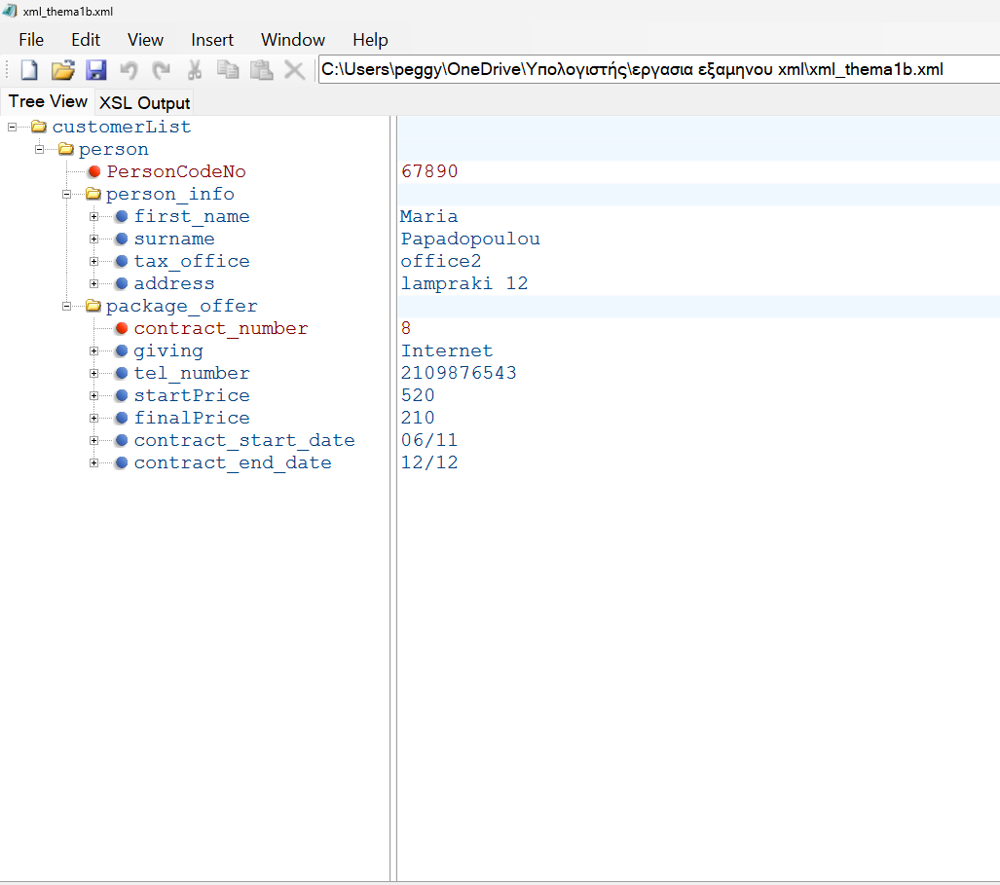 xml_thema1b.xml
File Edit View Insert Window Help
C:\Users\peggy\OneDrive\Υπολογιστής\εργασια εξαμηνου xml\xml_thema1b.xml
Tree View XSL Output
customerList
person
PersonCodeNo 67890
person_info
first_name Maria
surname Papadopoulou
tax_office office2
address lampraki 12
package_offer
contract_number 8
giving Internet
tel_number 2109876543
startPrice 520
finalPrice 210
contract_start_date 06/11
contract_end_date 12/12